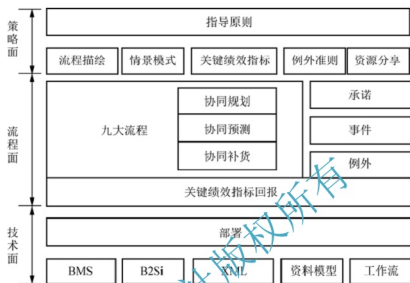 策略面
指导原则
流程描绘 情景模式 关键绩效指标 例外准则 资源分享
流程面
九大流程
协同规划
协同预测
协同补货
承诺
事件
例外
关键绩效指标回报
技术面
部署
BMS B2Si XML 资料模型 工作流
版权所有